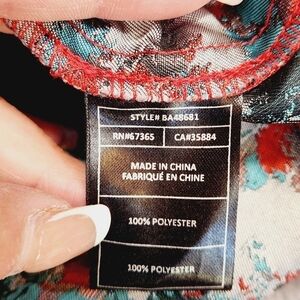 STYLE# BA48681
RN#67365 CA#35884
MADE IN CHINA
FABRIQUÉ EN CHINE
100% POLYESTER
100% POLYESTER